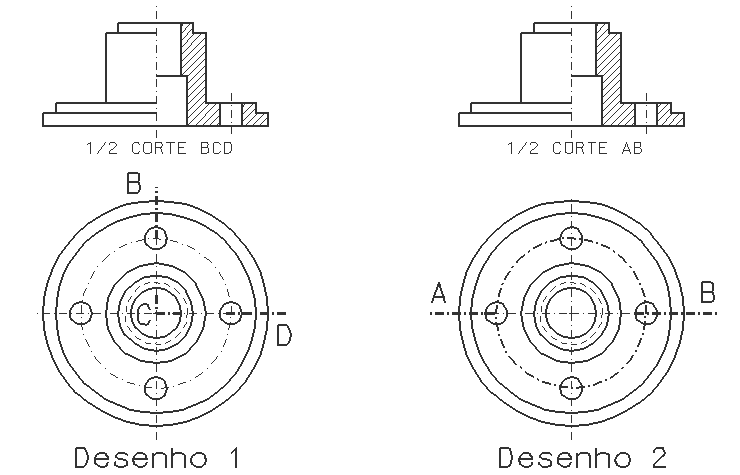 1/2 CORTE BCD
1/2 CORTE AB
B
C
D
A
B
Desenho 1
Desenho 2